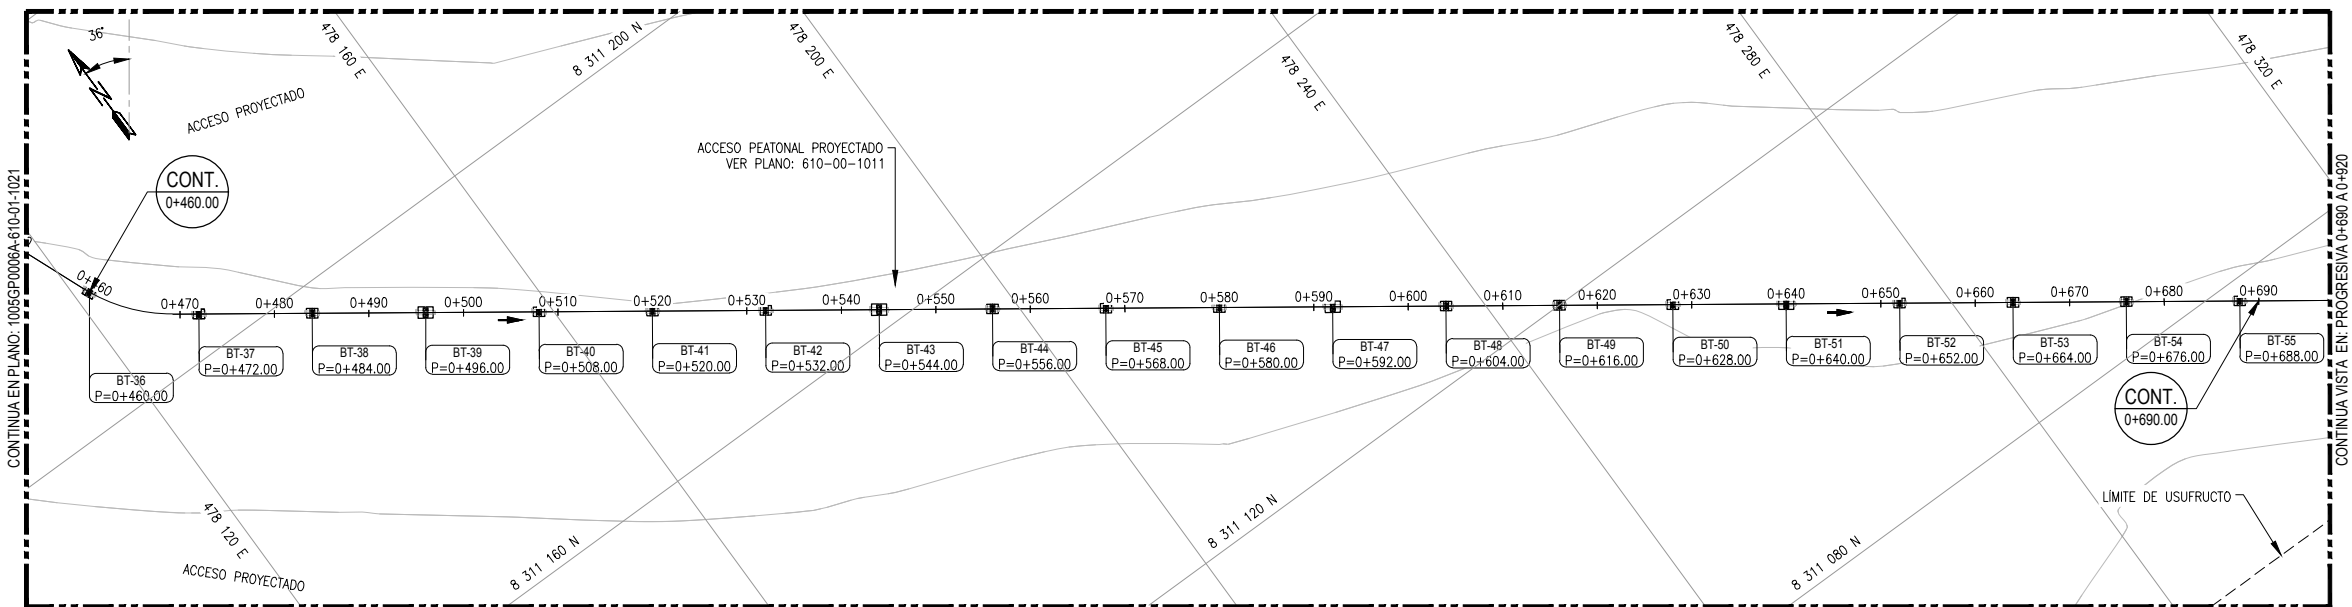 36°
478 160 E
8 311 200 N
478 200 E
478 240 E
478 280 E
478 320 E
ACCESO PROYECTADO
ACCESO PEATONAL PROYECTADO
VER PLANO: 610-00-1011
CONT.
0+460.00
CONTINUA EN PLANO: 1005GP0006A-610-01-1021
CONTINUA VISTA EN: PROGRESIVA 0+690 A 0+920
0+460
0+470
0+480
0+490
0+500
0+510
0+520
0+530
0+540
0+550
0+560
0+570
0+580
0+590
0+600
0+610
0+620
0+630
0+640
0+650
0+660
0+670
0+680
0+690
BT-36
P=0+460.00
BT-37
P=0+472.00
BT-38
P=0+484.00
BT-39
P=0+496.00
BT-40
P=0+508.00
BT-41
P=0+520.00
BT-42
P=0+532.00
BT-43
P=0+544.00
BT-44
P=0+556.00
BT-45
P=0+568.00
BT-46
P=0+580.00
BT-47
P=0+592.00
BT-48
P=0+604.00
BT-49
P=0+616.00
BT-50
P=0+628.00
BT-51
P=0+640.00
BT-52
P=0+652.00
BT-53
P=0+664.00
BT-54
P=0+676.00
BT-55
P=0+688.00
CONT.
0+690.00
LÍMITE DE USUFRUCTO
478 120 E
8 311 160 N
8 311 120 N
8 311 080 N
ACCESO PROYECTADO